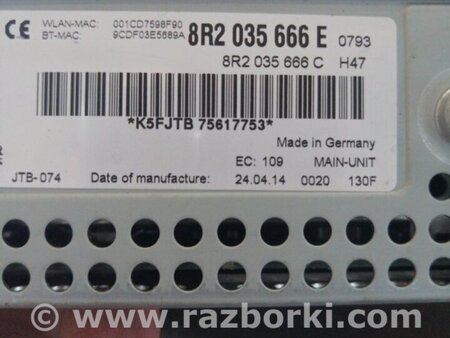 CE WLAN-MAC: 001CD7598F90
BT-MAC: 9CDF03E5689A 8R2 035 666 E 0793
8R2 035 666 C H47
*K5FJTB 75617753*
Made in Germany
EC: 109 MAIN-UNIT
JTB-074 Date of manufacture: 24.04.14 0020 130F
© www.razborki.com